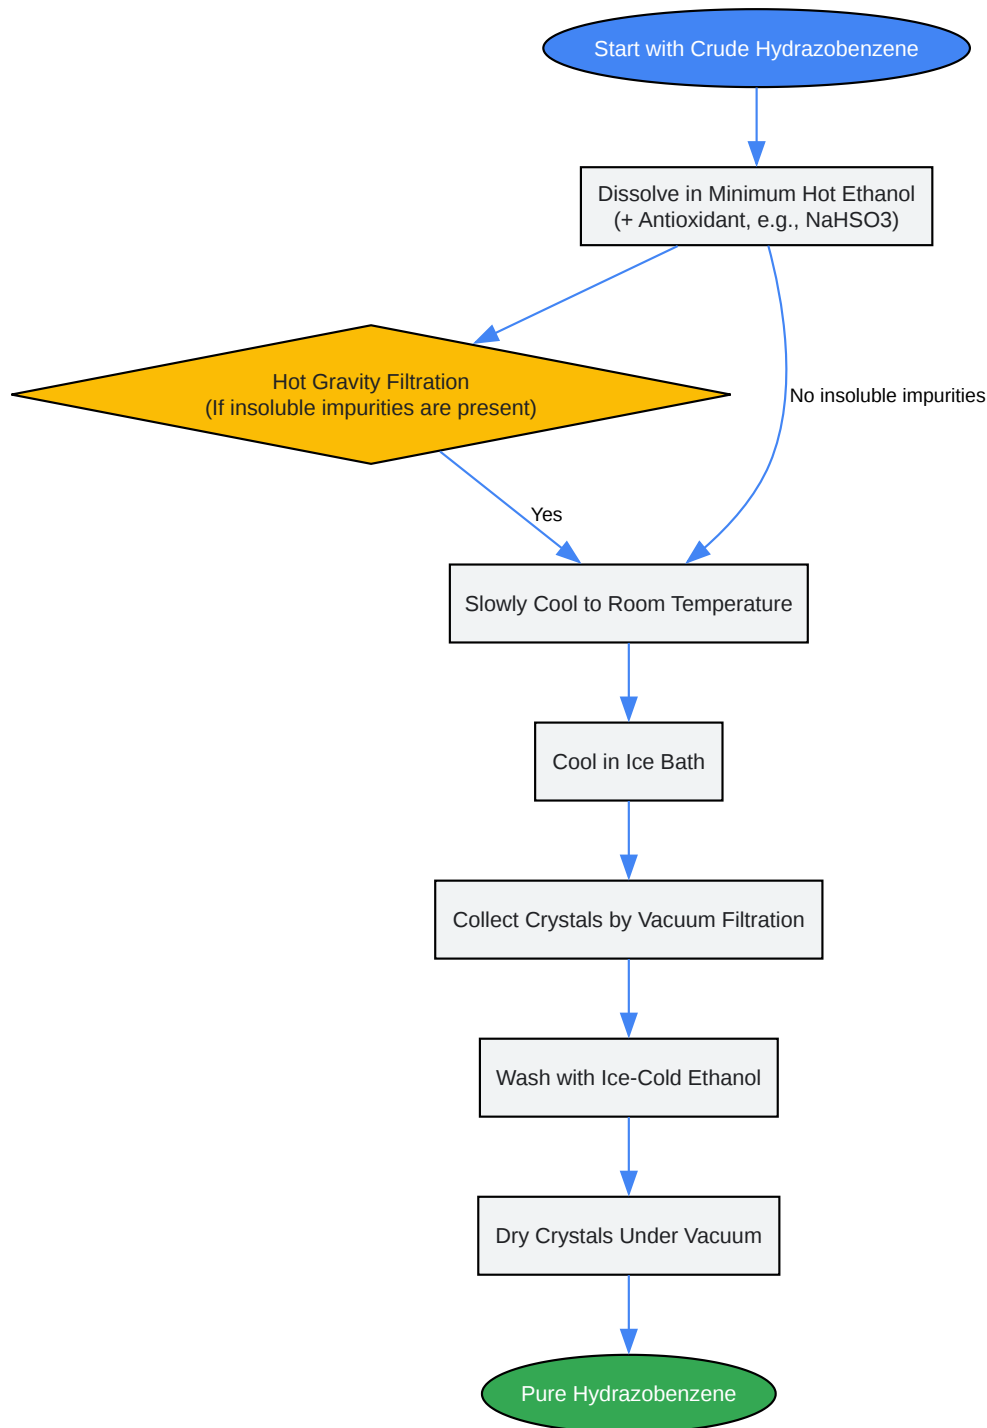 Start with Crude Hydrazobenzene
Dissolve in Minimum Hot Ethanol
(+ Antioxidant, e.g., NaHSO3)
Hot Gravity Filtration
(If insoluble impurities are present)
No insoluble impurities
Yes
Slowly Cool to Room Temperature
Cool in Ice Bath
Collect Crystals by Vacuum Filtration
Wash with Ice-Cold Ethanol
Dry Crystals Under Vacuum
Pure Hydrazobenzene